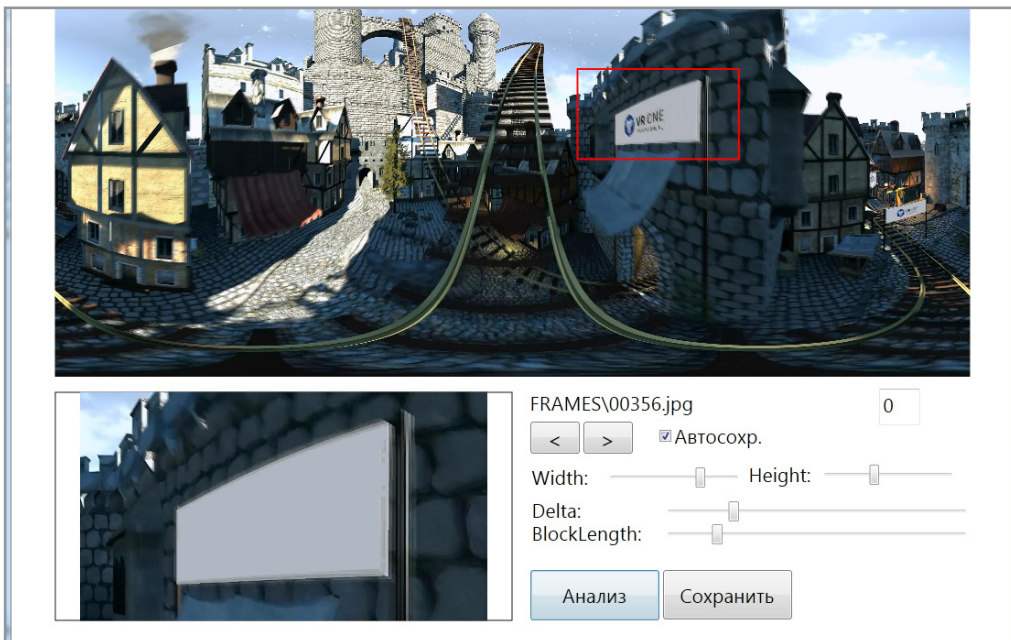 VR ONE
FRAMES\00356.jpg
0
<
>
Автосохр.
Width:
Height:
Delta:
BlockLength:
Анализ
Сохранить